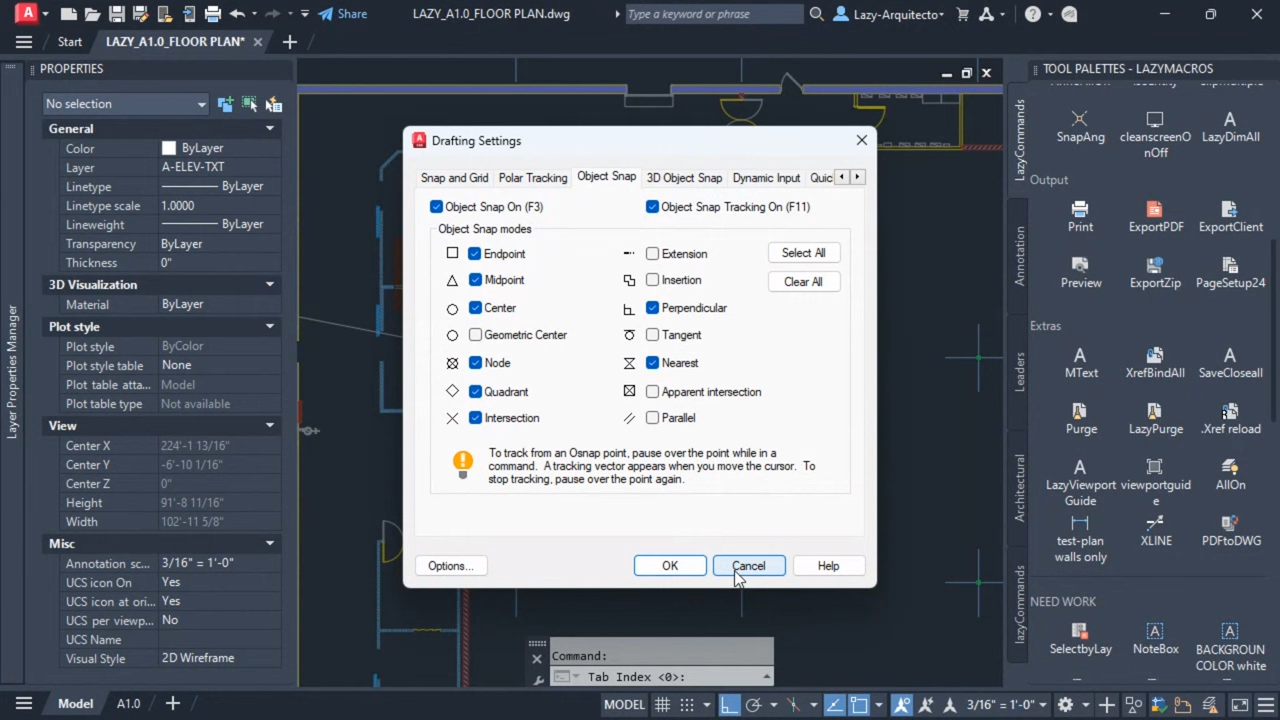 Share
LAZY_A1.0_FLOOR PLAN.dwg
Type a keyword or phrase
Lazy-Arquitecto
Start
LAZY_A1.0_FLOOR PLAN*
PROPERTIES
No selection
General
Color ByLayer
Layer A-ELEV-TXT
Linetype ByLayer
Linetype scale 1.0000
Lineweight ByLayer
Transparency ByLayer
Thickness 0"
3D Visualization
Material ByLayer
Plot style
Plot style ByColor
Plot style table None
Plot table atta... Model
Plot table type Not available
View
Center X 224'-1 13/16"
Center Y -6'-10 1/16"
Center Z 0"
Height 91'-8 11/16"
Width 102'-11 5/8"
Misc
Annotation sc... 3/16" = 1'-0"
UCS icon On Yes
UCS icon at ori... Yes
UCS per viewp... No
UCS Name
Visual Style 2D Wireframe
Layer Properties Manager
Drafting Settings
Snap and Grid Polar Tracking Object Snap 3D Object Snap Dynamic Input Quic
Object Snap On (F3) Object Snap Tracking On (F11)
Object Snap modes
Endpoint Extension Select All
Midpoint Insertion Clear All
Center Perpendicular
Geometric Center Tangent
Node Nearest
Quadrant Apparent intersection
Intersection Parallel
To track from an Osnap point, pause over the point while in a
command. A tracking vector appears when you move the cursor. To
stop tracking, pause over the point again.
Options... OK Cancel Help
Command:
Tab Index <0>:
TOOL PALETTES - LAZYMACROS
SnapAng cleanscreenO LazyDimAll
nOff
Output
Print ExportPDF ExportClient
Preview ExportZip PageSetup24
Extras
MText XrefBindAll SaveCloseall
Purge LazyPurge .Xref reload
LazyViewport viewportguid AllOn
Guide e
test-plan XLINE PDFtoDWG
walls only
NEED WORK
SelectbyLay NoteBox BACKGROUN
COLOR white
LazyCommands
Annotation
Leaders
Architectural
lazyCommands
Model A1.0
MODEL 3/16" = 1'-0"